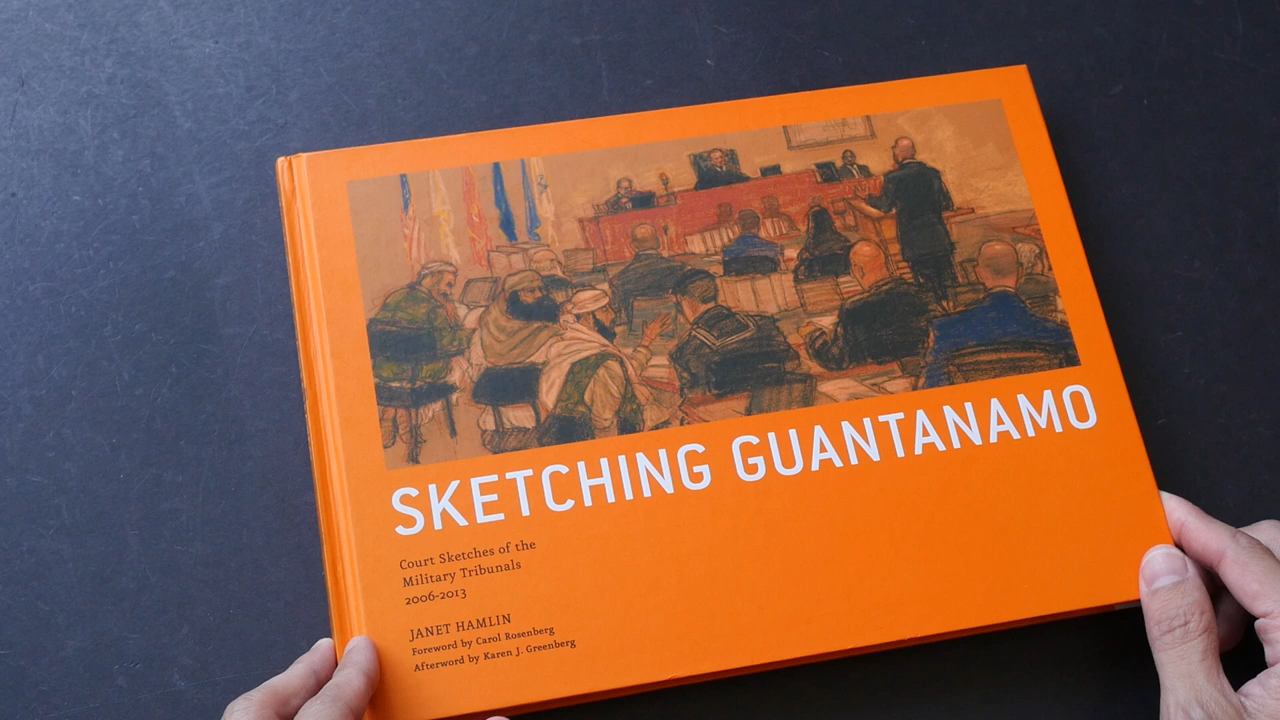 SKETCHING GUANTANAMO
Court Sketches of the
Military Tribunals
2006-2013
JANET HAMLIN
Foreword by Carol Rosenberg
Afterword by Karen J. Greenberg